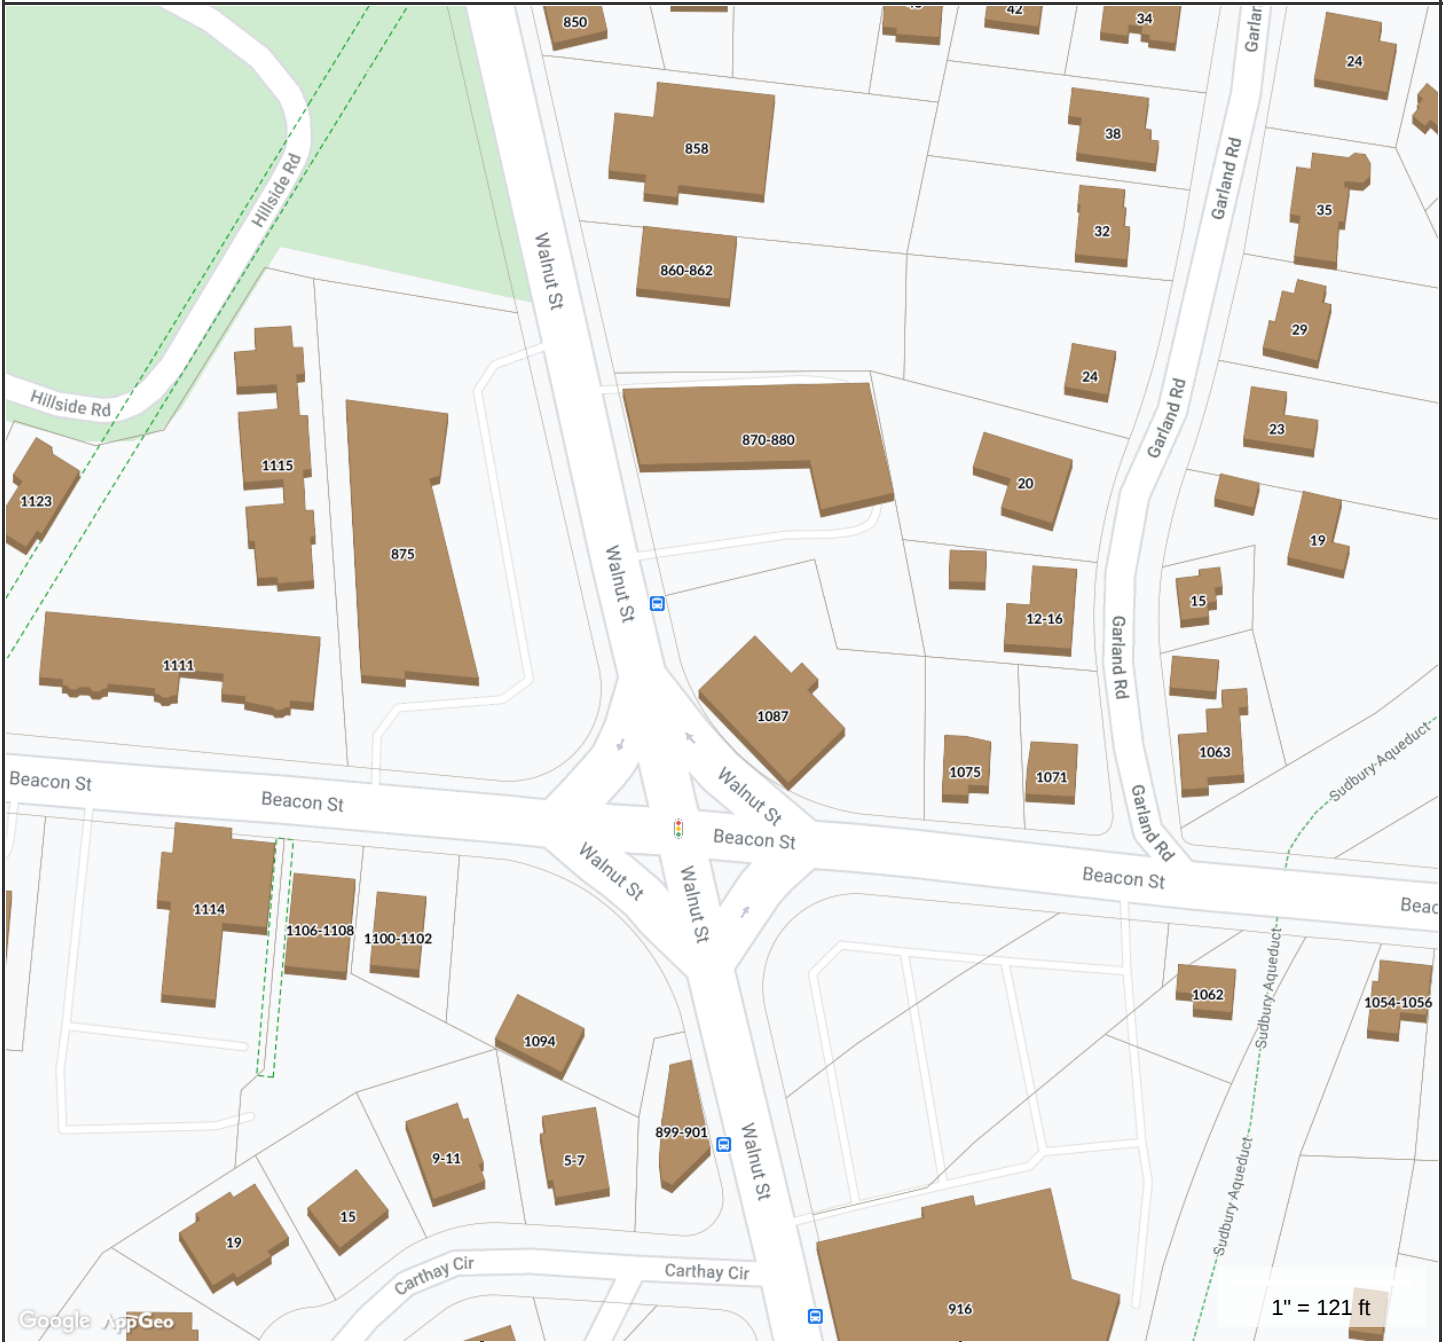 850
42
34
Garlan
24
858
38
Garland Rd
Hillside Rd
35
32
Walnut St
860-862
29
24
Hillside Rd
Garland Rd
23
870-880
1115
20
1123
19
875
Walnut St
15
12-16
Garland Rd
1111
1087
1063
1075
1071
Sudbury Aqueduct
Beacon St
Beacon St
Walnut St
Beacon St
Garland Rd
Walnut St
Beacon St
Walnut St
Beac
1114
1106-1108
1100-1102
Sudbury Aqueduct
1062
1054-1056
1094
899-901
Walnut St
9-11
5-7
Sudbury Aqueduct
15
19
Carthay Cir
Carthay Cir
916
1" = 121 ft
Google AppGeo